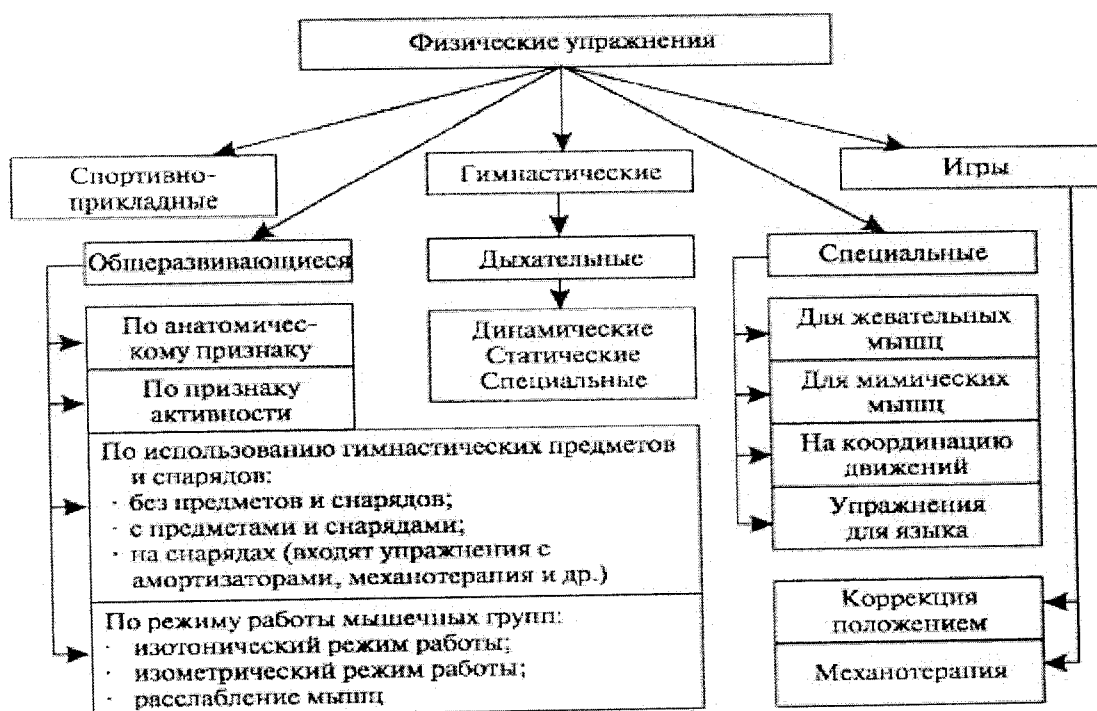 Физические упражнения
Спортивно-
прикладные
Гимнастические
Игры
Общеразвивающиеся
Дыхательные
Специальные
По анатомичес-
кому признаку
По признаку
активности
По использованию гимнастических предметов
и снарядов:
· без предметов и снарядов;
· с предметами и снарядами;
· на снарядах (входят упражнения с
амортизаторами, механотерапия и др.)
По режиму работы мышечных групп:
· изотонический режим работы;
· изометрический режим работы;
· расслабление мышц
Динамические
Статические
Специальные
Для жевательных
мышц
Для мимических
мышц
На координацию
движений
Упражнения
для языка
Коррекция
положением
Механотерапия